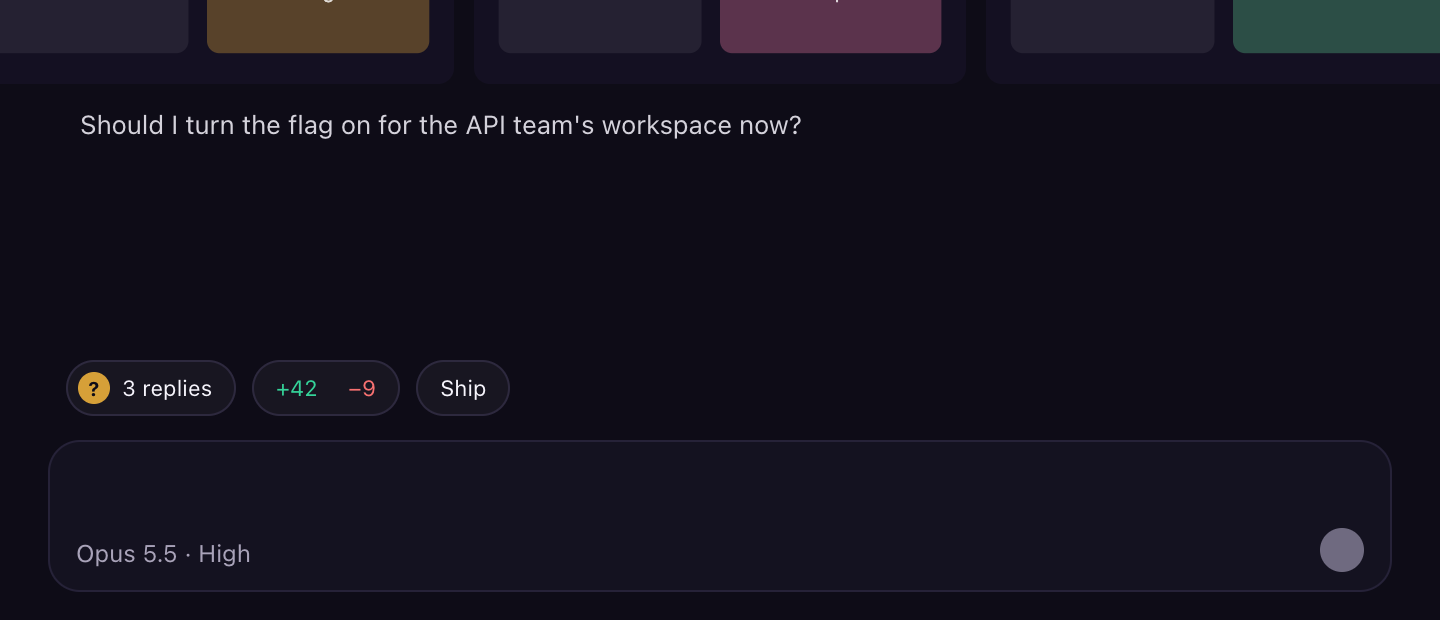 Should I turn the flag on for the API team's workspace now?
? 3 replies +42 −9 Ship
Opus 5.5 · High